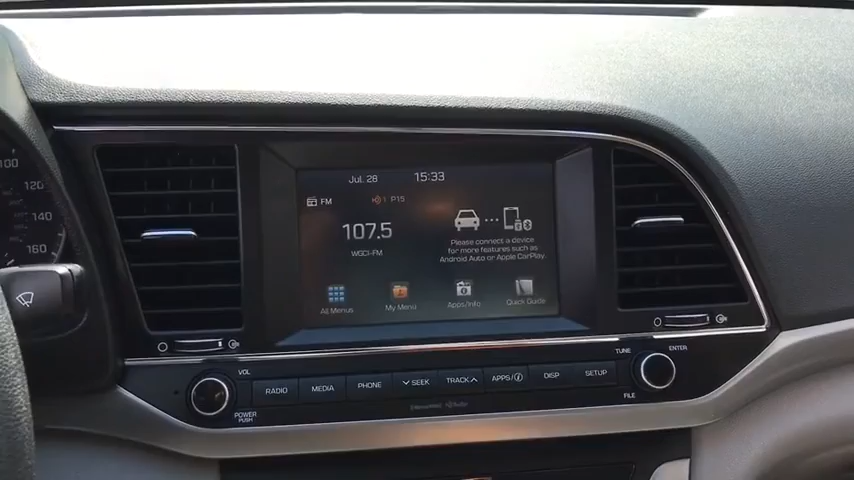 Jul. 28 15:33
FM
1 P15
107.5
WGCI-FM
Please connect a device
for more features such as
Android Auto or Apple CarPlay.
All Menus
My Menu
Apps/Info
Quick Guide
100
120
140
160
VOL
RADIO
MEDIA
PHONE
SEEK
TRACK
APPS/i
DISP
SETUP
TUNE
ENTER
FILE
POWER
PUSH